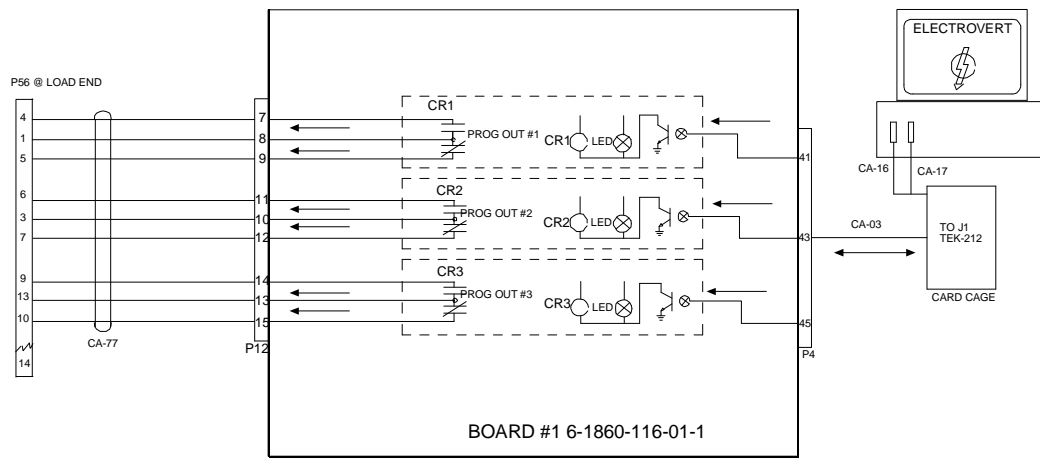 ELECTROVERT
P56 @ LOAD END
4
1
5
6
3
7
9
13
10
14
CA-77
7
8
9
11
10
12
14
13
15
P12
CR1
PROG OUT #1
CR1
LED
CR2
PROG OUT #2
CR2
LED
CR3
PROG OUT #3
CR3
LED
41
43
45
P4
CA-16
CA-17
CA-03
TO J1
TEK-212
CARD CAGE
BOARD #1 6-1860-116-01-1